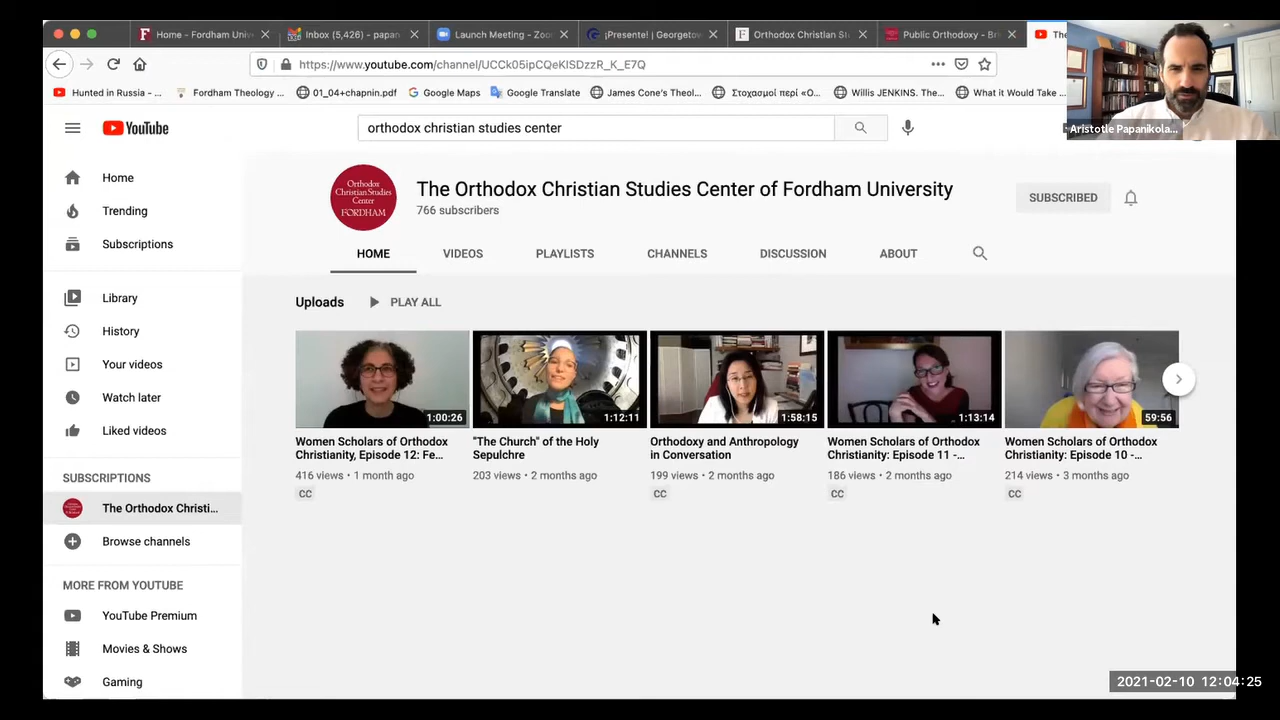 Home - Fordham Unive
Inbox (5,426) - papan
Launch Meeting - Zoo
¡Presente! | Georgetow
Orthodox Christian St
Public Orthodoxy - Bri
The
https://www.youtube.com/channel/UCCk05ipCQeKISDzzR_K_E7Q
Hunted in Russia - ...
Fordham Theology ...
01_04+chapnin.pdf
Google Maps
Google Translate
James Cone's Theol...
Στοχασμοί περί «Ο...
Willis JENKINS. The...
What it Would Take ...
Aristotle Papanikola...
YouTube
orthodox christian studies center
Home
Trending
Subscriptions
Library
History
Your videos
Watch later
Liked videos
SUBSCRIPTIONS
The Orthodox Christi...
Browse channels
MORE FROM YOUTUBE
YouTube Premium
Movies & Shows
Gaming
Orthodox
Christian Studies
Center
FORDHAM
The Orthodox Christian Studies Center of Fordham University
766 subscribers
SUBSCRIBED
HOME
VIDEOS
PLAYLISTS
CHANNELS
DISCUSSION
ABOUT
Uploads
PLAY ALL
1:00:26
Women Scholars of Orthodox
Christianity, Episode 12: Fe...
416 views • 1 month ago
CC
1:12:11
"The Church" of the Holy
Sepulchre
203 views • 2 months ago
1:58:15
Orthodoxy and Anthropology
in Conversation
199 views • 2 months ago
CC
1:13:14
Women Scholars of Orthodox
Christianity: Episode 11 -...
186 views • 2 months ago
CC
59:56
Women Scholars of Orthodox
Christianity: Episode 10 -...
214 views • 3 months ago
CC
2021-02-10 12:04:25